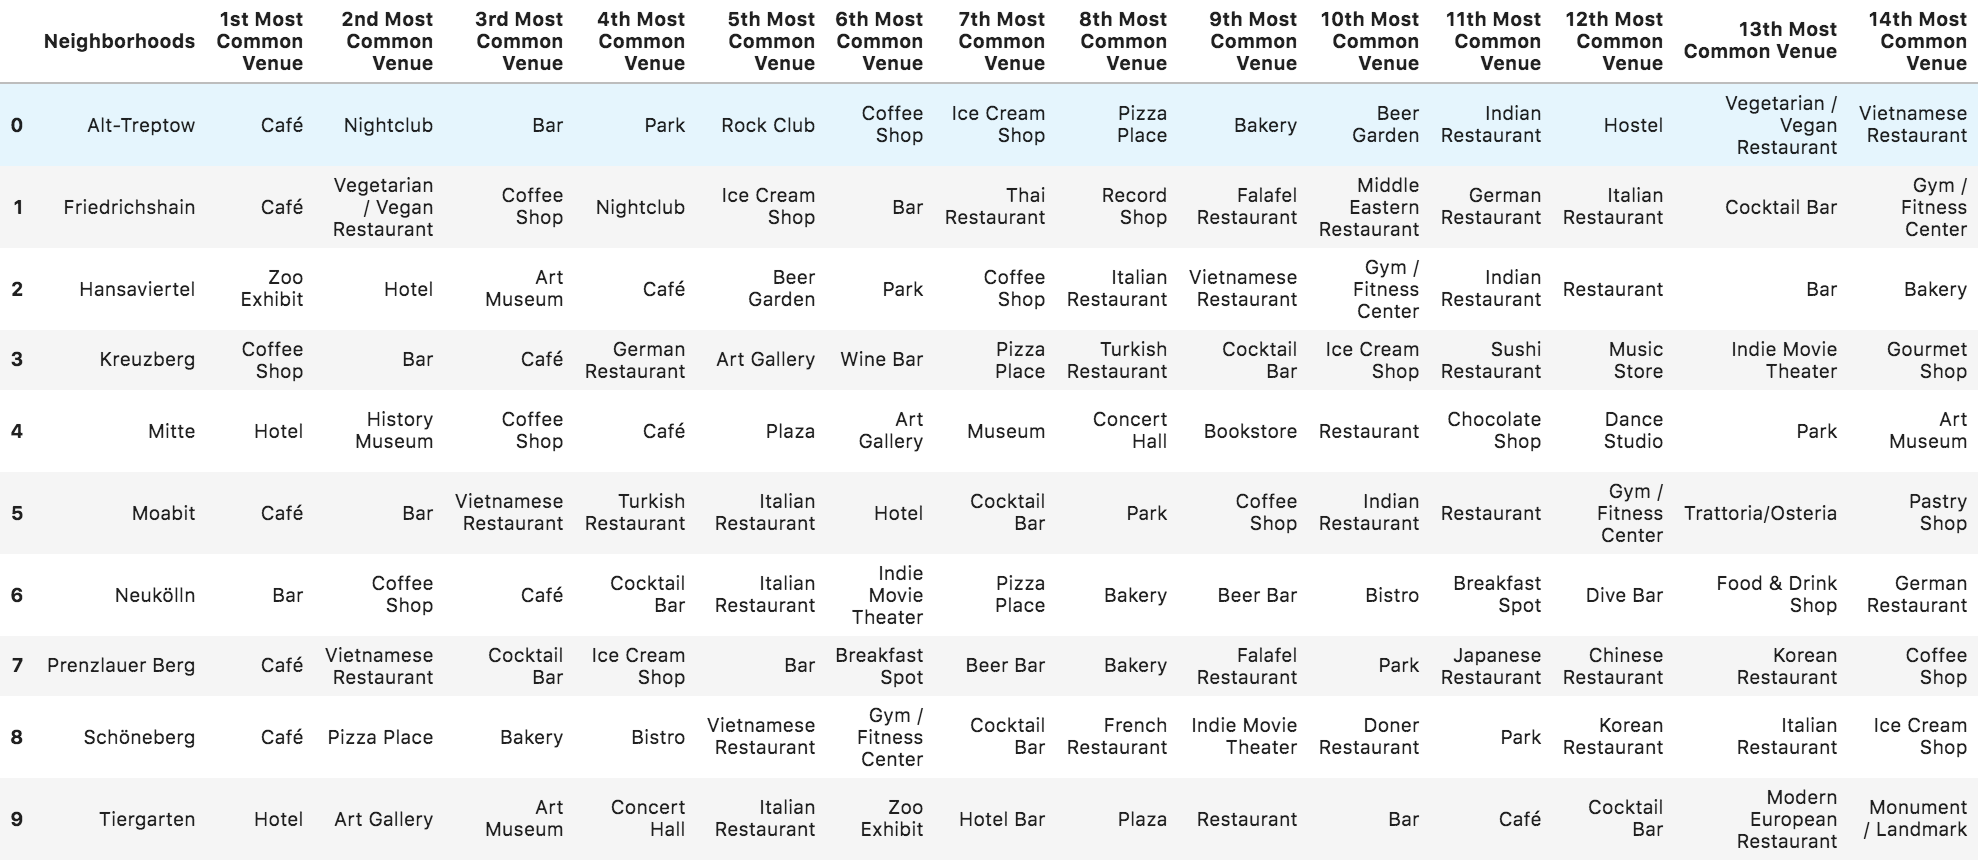 Neighborhoods 1st Most Common Venue 2nd Most Common Venue 3rd Most Common Venue 4th Most Common Venue 5th Most Common Venue 6th Most Common Venue 7th Most Common Venue 8th Most Common Venue 9th Most Common Venue 10th Most Common Venue 11th Most Common Venue 12th Most Common Venue 13th Most Common Venue 14th Most Common Venue
0 Alt-Treptow Café Nightclub Bar Park Rock Club Coffee Shop Ice Cream Shop Pizza Place Bakery Beer Garden Indian Restaurant Hostel Vegetarian / Vegan Restaurant Vietnamese Restaurant
1 Friedrichshain Café Vegetarian / Vegan Restaurant Coffee Shop Nightclub Ice Cream Shop Bar Thai Restaurant Record Shop Falafel Restaurant Middle Eastern Restaurant German Restaurant Italian Restaurant Cocktail Bar Gym / Fitness Center
2 Hansaviertel Zoo Exhibit Hotel Art Museum Café Beer Garden Park Coffee Shop Italian Restaurant Vietnamese Restaurant Gym / Fitness Center Indian Restaurant Restaurant Bar Bakery
3 Kreuzberg Coffee Shop Bar Café German Restaurant Art Gallery Wine Bar Pizza Place Turkish Restaurant Cocktail Bar Ice Cream Shop Sushi Restaurant Music Store Indie Movie Theater Gourmet Shop
4 Mitte Hotel History Museum Coffee Shop Café Plaza Art Gallery Museum Concert Hall Bookstore Restaurant Chocolate Shop Dance Studio Park Art Museum
5 Moabit Café Bar Vietnamese Restaurant Turkish Restaurant Italian Restaurant Hotel Cocktail Bar Park Coffee Shop Indian Restaurant Restaurant Gym / Fitness Center Trattoria/Osteria Pastry Shop
6 Neukölln Bar Coffee Shop Café Cocktail Bar Italian Restaurant Indie Movie Theater Pizza Place Bakery Beer Bar Bistro Breakfast Spot Dive Bar Food & Drink Shop German Restaurant
7 Prenzlauer Berg Café Vietnamese Restaurant Cocktail Bar Ice Cream Shop Bar Breakfast Spot Beer Bar Bakery Falafel Restaurant Park Japanese Restaurant Chinese Restaurant Korean Restaurant Coffee Shop
8 Schöneberg Café Pizza Place Bakery Bistro Vietnamese Restaurant Gym / Fitness Center Cocktail Bar French Restaurant Indie Movie Theater Doner Restaurant Park Korean Restaurant Italian Restaurant Ice Cream Shop
9 Tiergarten Hotel Art Gallery Art Museum Concert Hall Italian Restaurant Zoo Exhibit Hotel Bar Plaza Restaurant Bar Café Cocktail Bar Modern European Restaurant Monument / Landmark